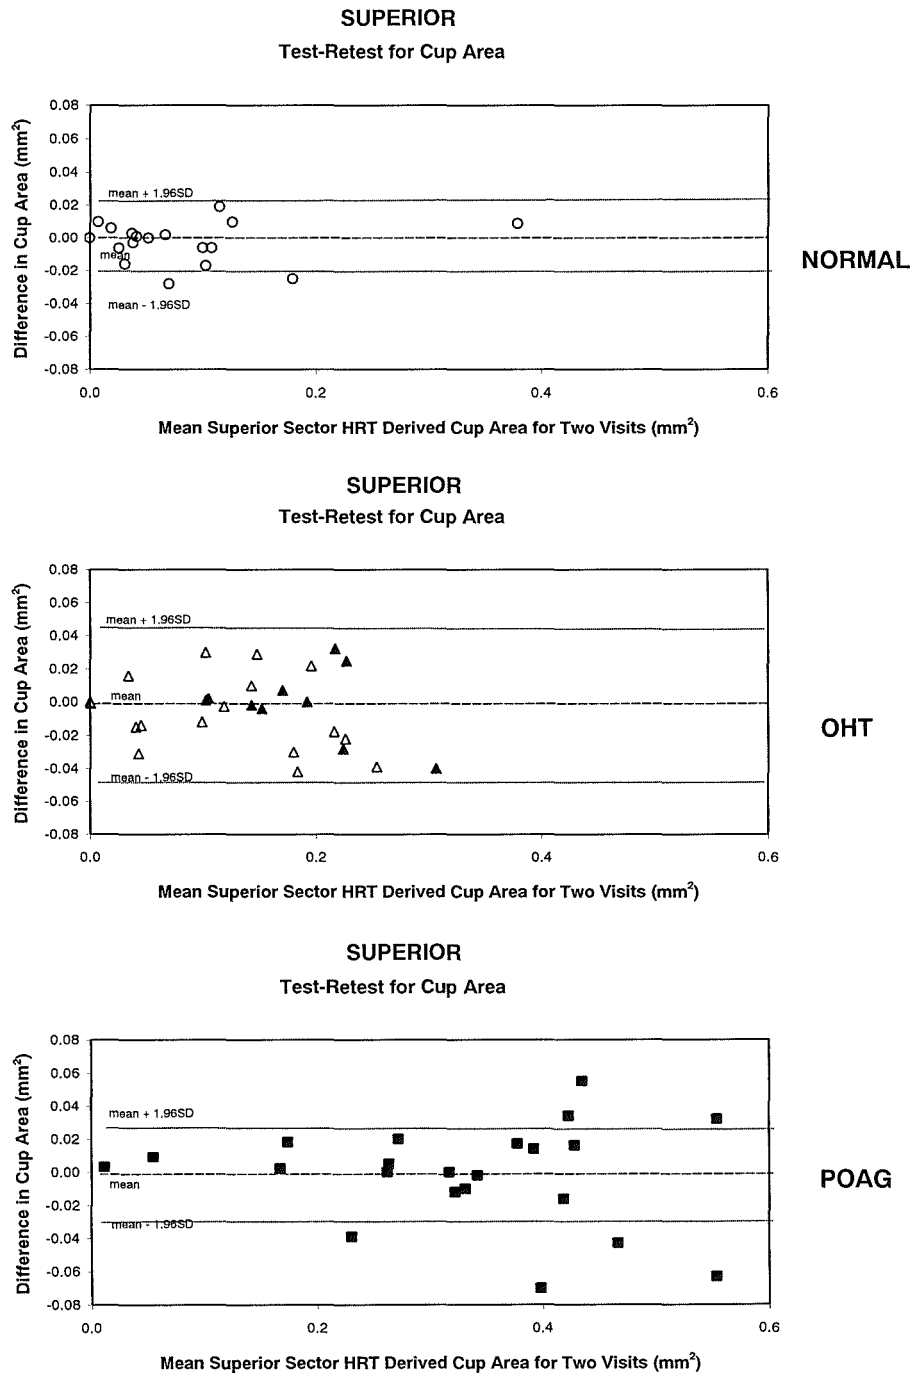 SUPERIOR
Test-Retest for Cup Area
0.08
0.06
0.04
mean + 1.96SD
0.02
0.00
mean
-0.02
mean - 1.96SD
-0.04
-0.06
-0.08
Difference in Cup Area (mm²)
0.0 0.2 0.4 0.6
Mean Superior Sector HRT Derived Cup Area for Two Visits (mm²)
NORMAL
SUPERIOR
Test-Retest for Cup Area
0.08
0.06
mean + 1.96SD
0.04
0.02
mean
0.00
-0.02
-0.04
mean - 1.96SD
-0.06
-0.08
Difference in Cup Area (mm²)
0.0 0.2 0.4 0.6
Mean Superior Sector HRT Derived Cup Area for Two Visits (mm²)
OHT
SUPERIOR
Test-Retest for Cup Area
0.08
0.06
0.04
mean + 1.96SD
0.02
0.00
mean
-0.02
mean - 1.96SD
-0.04
-0.06
-0.08
Difference in Cup Area (mm²)
0.0 0.2 0.4 0.6
Mean Superior Sector HRT Derived Cup Area for Two Visits (mm²)
POAG